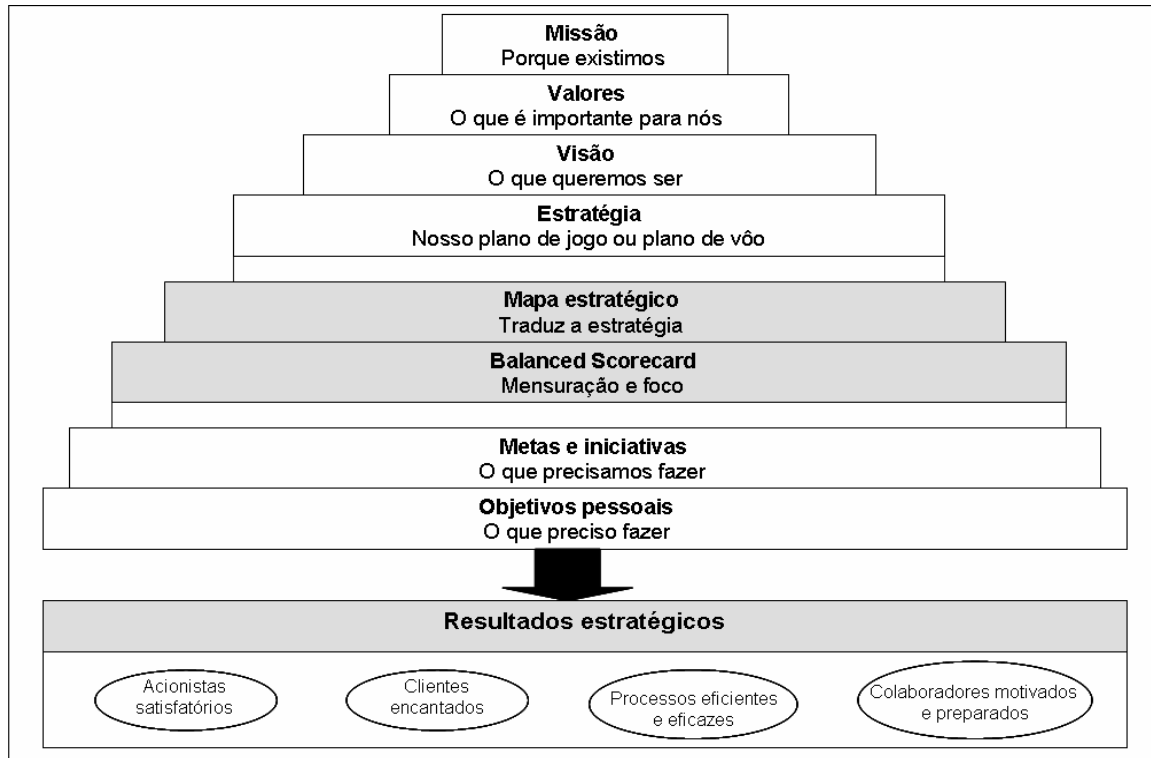 Missão
Porque existimos
Valores
O que é importante para nós
Visão
O que queremos ser
Estratégia
Nosso plano de jogo ou plano de vôo
Mapa estratégico
Traduz a estratégia
Balanced Scorecard
Mensuração e foco
Metas e iniciativas
O que precisamos fazer
Objetivos pessoais
O que preciso fazer
Resultados estratégicos
Acionistas
satisfatórios
Clientes
encantados
Processos eficientes
e eficazes
Colaboradores motivados
e preparados